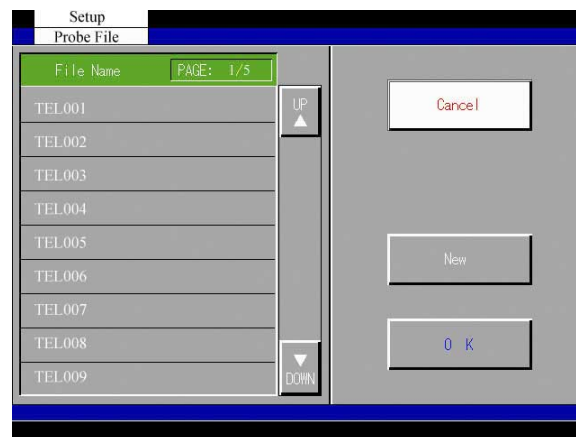 Setup
Probe File
File Name PAGE: 1/5
TEL001
TEL002
TEL003
TEL004
TEL005
TEL006
TEL007
TEL008
TEL009
UP
DOWN
Cancel
New
O K